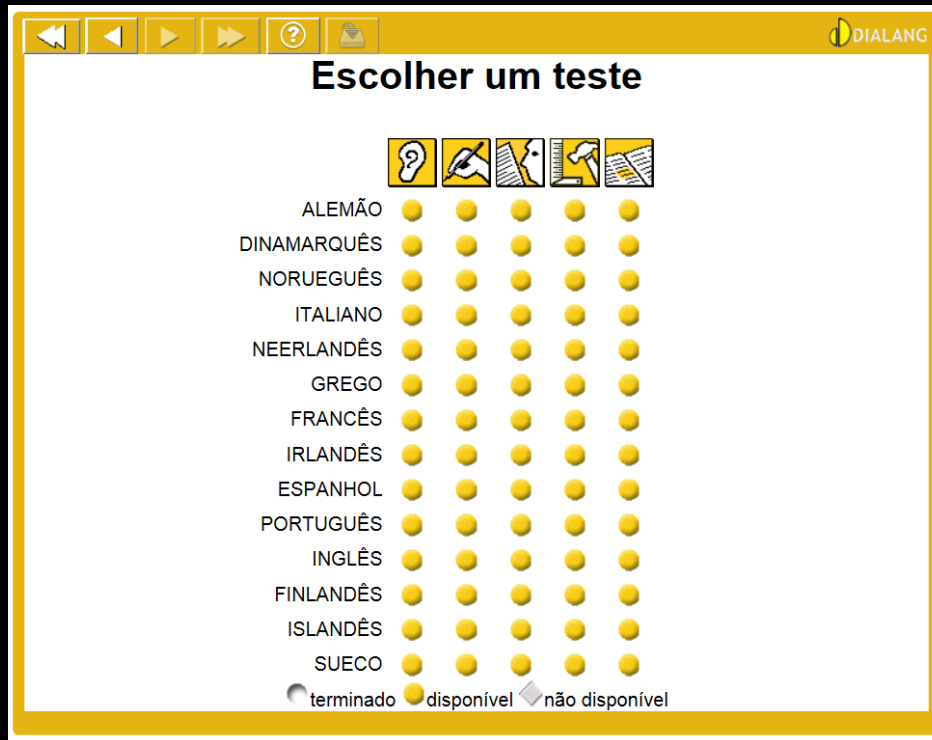 DIALANG
Escolher um teste
ALEMÃO
DINAMARQUÊS
NORUEGUÊS
ITALIANO
NEERLANDÊS
GREGO
FRANCÊS
IRLANDÊS
ESPANHOL
PORTUGUÊS
INGLÊS
FINLANDÊS
ISLANDÊS
SUECO
terminado disponível não disponível